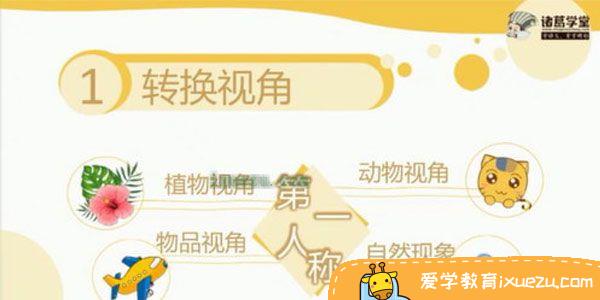 诸葛学堂
1 转换视角
植物视角
动物视角
第一人称
物品视角
自然现象
爱学教育ixuezu.com